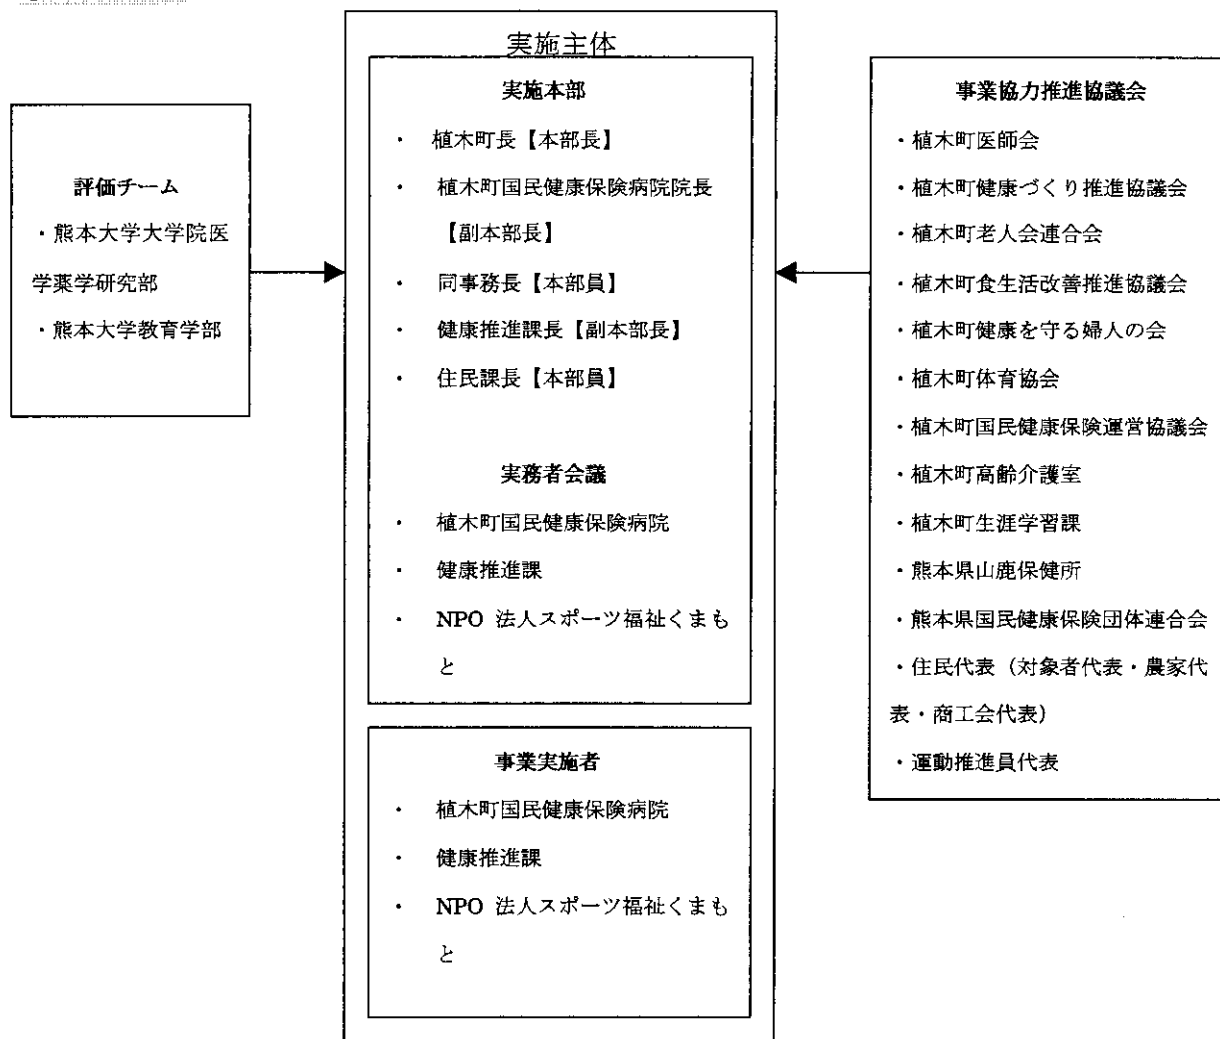 実施主体
評価チーム
・熊本大学大学院医
学薬学研究部
・熊本大学教育学部
実施本部
・ 植木町長【本部長】
・ 植木町国民健康保険病院院長
【副本部長】
・ 同事務長【本部員】
・ 健康推進課長【副本部長】
・ 住民課長【本部員】
実務者会議
・ 植木町国民健康保険病院
・ 健康推進課
・ NPO 法人スポーツ福祉くまも
と
事業実施者
・ 植木町国民健康保険病院
・ 健康推進課
・ NPO 法人スポーツ福祉くまも
と
事業協力推進協議会
・植木町医師会
・植木町健康づくり推進協議会
・植木町老人会連合会
・植木町食生活改善推進協議会
・植木町健康を守る婦人の会
・植木町体育協会
・植木町国民健康保険運営協議会
・植木町高齢介護室
・植木町生涯学習課
・熊本県山鹿保健所
・熊本県国民健康保険団体連合会
・住民代表（対象者代表・農家代
表・商工会代表）
・運動推進員代表